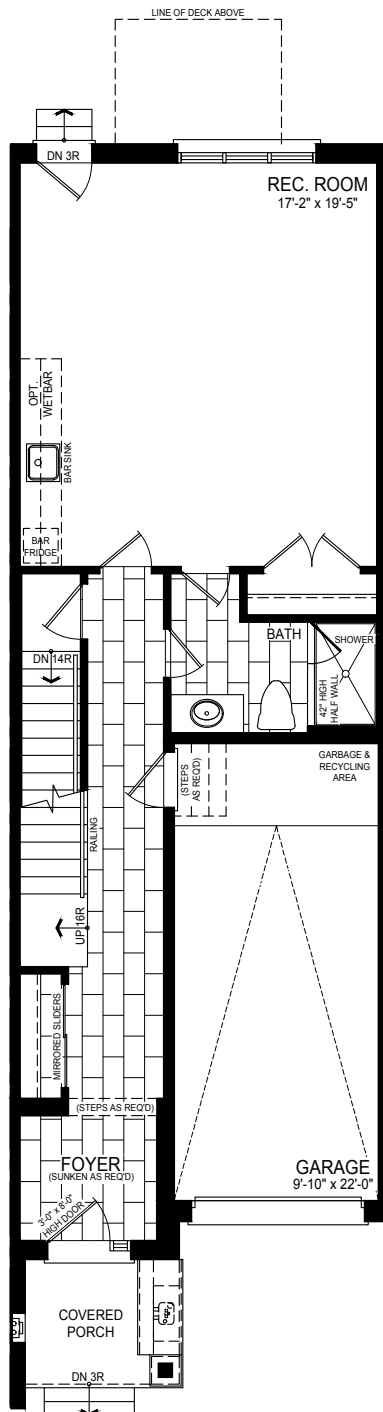 LINE OF DECK ABOVE
DN 3R
REC. ROOM
17'-2" x 19'-5"
OPT.
WETBAR
BAR SINK
BAR
FRIDGE
BATH
SHOWER
42" HIGH
HALF WALL
DN 14R
(STEPS
AS REQ'D)
GARBAGE &
RECYCLING
AREA
RAILING
UP 16R
MIRRORED SLIDERS
(STEPS AS REQ'D)
FOYER
(SUNKEN AS REQ'D)
3'-0" x 8'-0"
HIGH DOOR
GARAGE
9'-10" x 22'-0"
COVERED
PORCH
DN 3R